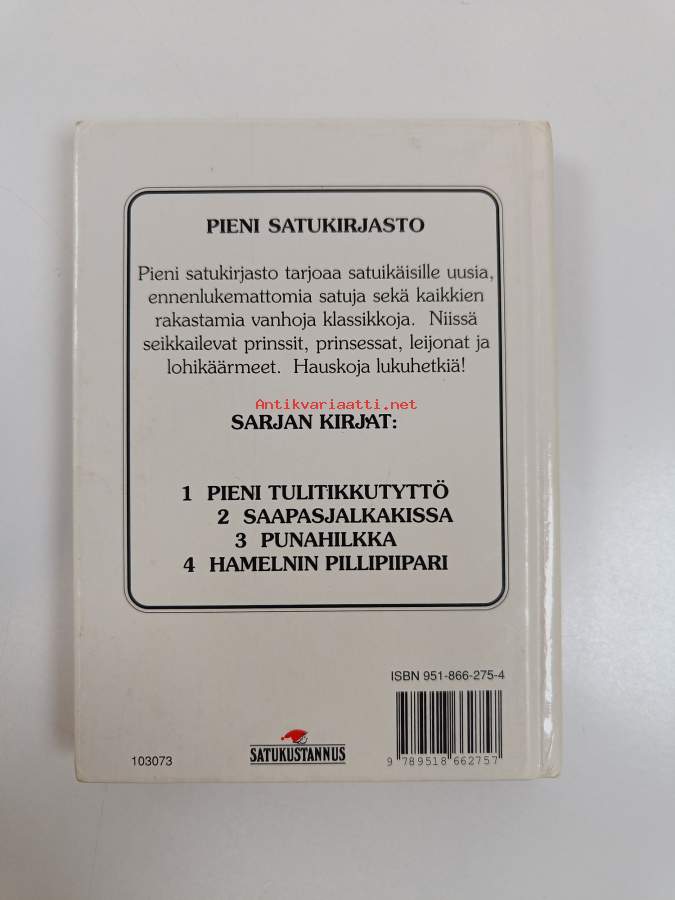 PIENI SATUKIRJASTO
Pieni satukirjasto tarjoaa satuikäisille uusia,
ennenlukemattomia satuja sekä kaikkien
rakastamia vanhoja klassikkoja. Niissä
seikkailevat prinssit, prinsessat, leijonat ja
lohikäärmeet. Hauskoja lukuhetkiä!
Antikvariaatti.net
SARJAN KIRJAT:
1 PIENI TULITIKKUTYTTÖ
2 SAAPASJALKAKISSA
3 PUNAHILKKA
4 HAMELNIN PILLIPIIPARI
ISBN 951-866-275-4
9 789518 662757
SATUKUSTANNUS
103073